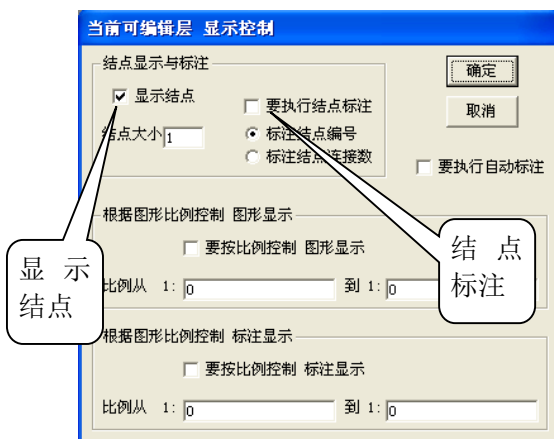 当前可编辑层 显示控制
结点显示与标注
显示结点
要执行结点标注
结点大小 1
标注结点编号
标注结点连接数
确定
取消
要执行自动标注
根据图形比例控制 图形显示
要按比例控制 图形显示
比例从 1: 0 到 1: 0
根据图形比例控制 标注显示
要按比例控制 标注显示
比例从 1: 0 到 1: 0
显示
结点
结点
标注